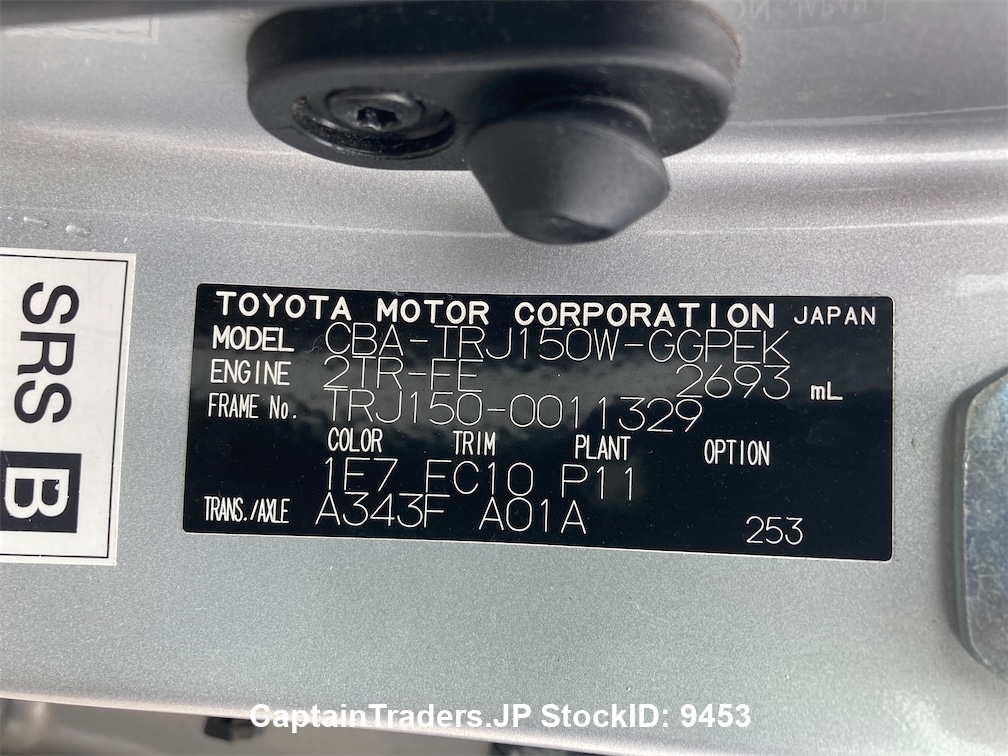 SRS B
TOYOTA MOTOR CORPORATION JAPAN
MODEL CBA-TRJ150W-GGPEK
ENGINE 2TR-FE 2693 mL
FRAME No. TRJ150-0011329
COLOR TRIM PLANT OPTION
1F7 FC10 P11
TRANS./AXLE A343F A01A 253
CaptainTraders.JP StockID: 9453